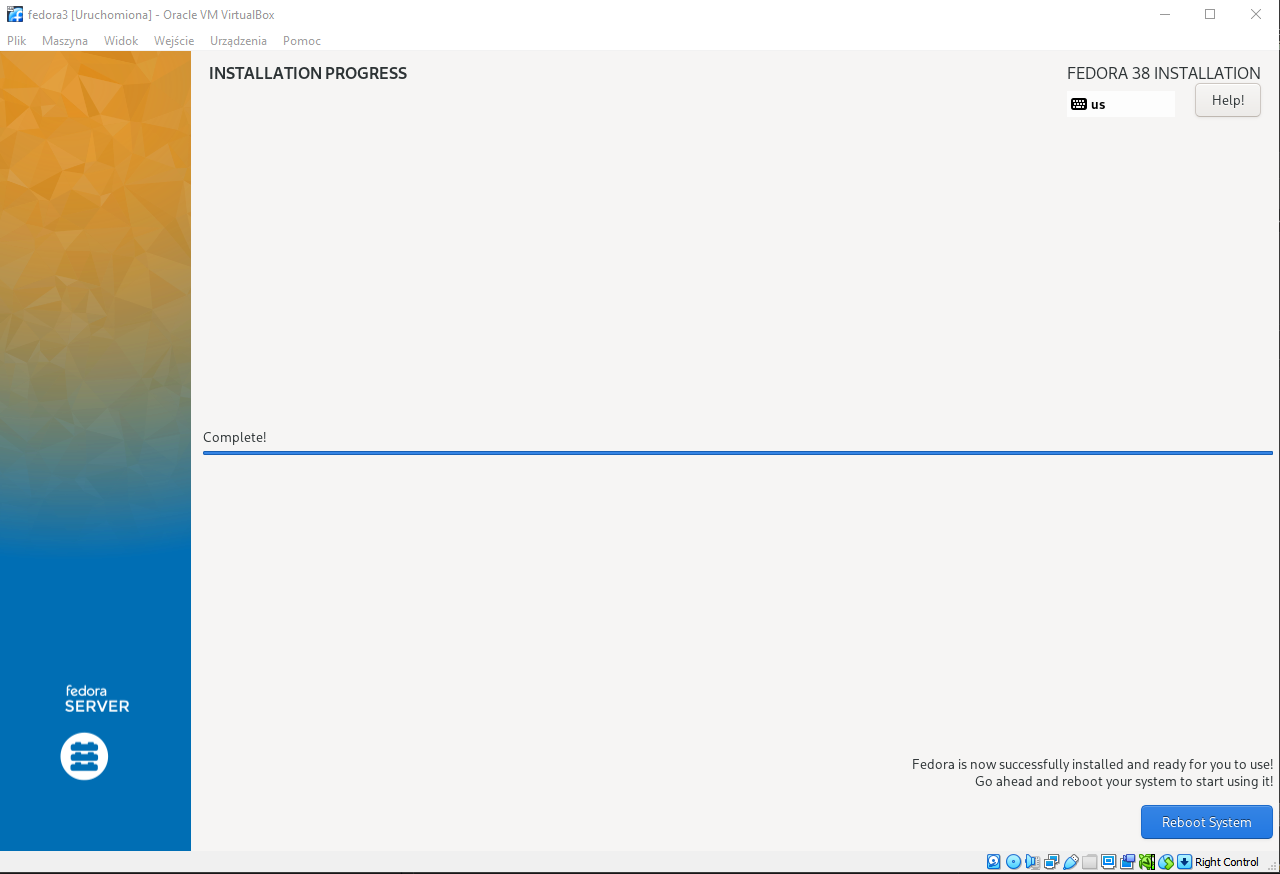 fedora3 [Uruchomiona] - Oracle VM VirtualBox
Plik Maszyna Widok Wejście Urządzenia Pomoc
INSTALLATION PROGRESS
FEDORA 38 INSTALLATION
us
Help!
Complete!
fedora
SERVER
Fedora is now successfully installed and ready for you to use!
Go ahead and reboot your system to start using it!
Reboot System
Right Control